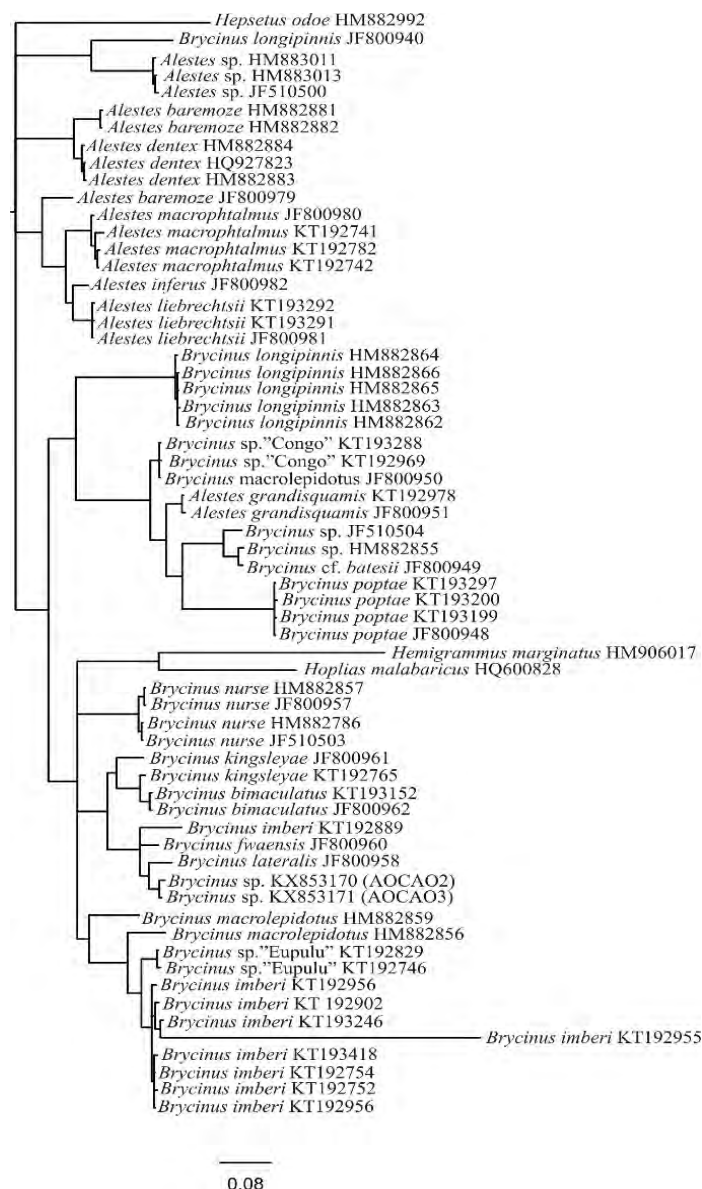 Hepsetus odoe HM882992
Brycinus longipinnis JF800940
Alestes sp. HM883011
Alestes sp. HM883013
Alestes sp. JF510500
Alestes baremoze HM882881
Alestes baremoze HM882882
Alestes dentex HM882884
Alestes dentex HQ927823
Alestes dentex HM882883
Alestes baremoze JF800979
Alestes macrophtalmus JF800980
Alestes macrophtalmus KT192741
Alestes macrophtalmus KT192782
Alestes macrophtalmus KT192742
Alestes inferus JF800982
Alestes liebrechtsii KT193292
Alestes liebrechtsii KT193291
Alestes liebrechtsii JF800981
Brycinus longipinnis HM882864
Brycinus longipinnis HM882866
Brycinus longipinnis HM882865
Brycinus longipinnis HM882863
Brycinus longipinnis HM882862
Brycinus sp.”Congo” KT193288
Brycinus sp.”Congo” KT192969
Brycinus macrolepidotus JF800950
Alestes grandisquamis KT192978
Alestes grandisquamis JF800951
Brycinus sp. JF510504
Brycinus sp. HM882855
Brycinus cf. batesii JF800949
Brycinus poptae KT193297
Brycinus poptae KT193200
Brycinus poptae KT193199
Brycinus poptae JF800948
Hemigrammus marginatus HM906017
Hoplias malabaricus HQ600828
Brycinus nurse HM882857
Brycinus nurse JF800957
Brycinus nurse HM882786
Brycinus nurse JF510503
Brycinus kingsleyae JF800961
Brycinus kingsleyae KT192765
Brycinus bimaculatus KT193152
Brycinus bimaculatus JF800962
Brycinus imberi KT192889
Brycinus fwaensis JF800960
Brycinus lateralis JF800958
Brycinus sp. KX853170 (AOCAO2)
Brycinus sp. KX853171 (AOCAO3)
Brycinus macrolepidotus HM882859
Brycinus macrolepidotus HM882856
Brycinus sp.”Eupulu” KT192829
Brycinus sp.”Eupulu” KT192746
Brycinus imberi KT192956
Brycinus imberi KT 192902
Brycinus imberi KT193246
Brycinus imberi KT192955
Brycinus imberi KT193418
Brycinus imberi KT192754
Brycinus imberi KT192752
Brycinus imberi KT192956
0.08